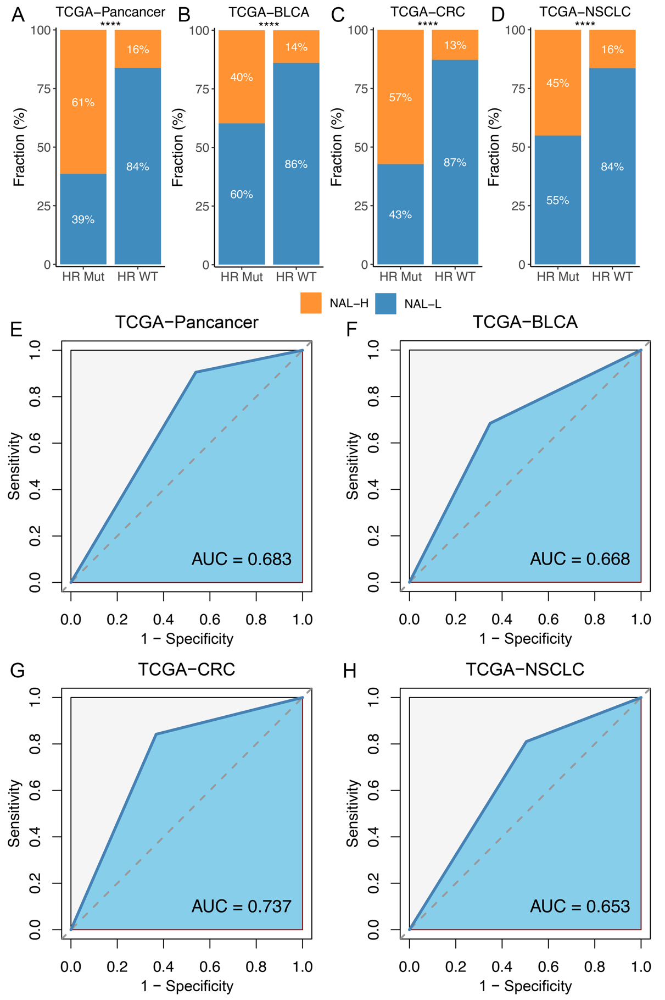 A TCGA−Pancancer
****
100
75
50
25
0
Fraction (%)
61%
39%
16%
84%
HR Mut HR WT
B TCGA−BLCA
****
100
75
50
25
0
Fraction (%)
40%
60%
14%
86%
HR Mut HR WT
C TCGA−CRC
****
100
75
50
25
0
Fraction (%)
57%
43%
13%
87%
HR Mut HR WT
D TCGA−NSCLC
****
100
75
50
25
0
Fraction (%)
45%
55%
16%
84%
HR Mut HR WT
NAL−H NAL−L
E TCGA−Pancancer
1.0
0.8
0.6
0.4
0.2
0.0
Sensitivity
AUC = 0.683
0.0 0.2 0.4 0.6 0.8 1.0
1 − Specificity
F TCGA−BLCA
1.0
0.8
0.6
0.4
0.2
0.0
Sensitivity
AUC = 0.668
0.0 0.2 0.4 0.6 0.8 1.0
1 − Specificity
G TCGA−CRC
1.0
0.8
0.6
0.4
0.2
0.0
Sensitivity
AUC = 0.737
0.0 0.2 0.4 0.6 0.8 1.0
1 − Specificity
H TCGA−NSCLC
1.0
0.8
0.6
0.4
0.2
0.0
Sensitivity
AUC = 0.653
0.0 0.2 0.4 0.6 0.8 1.0
1 − Specificity